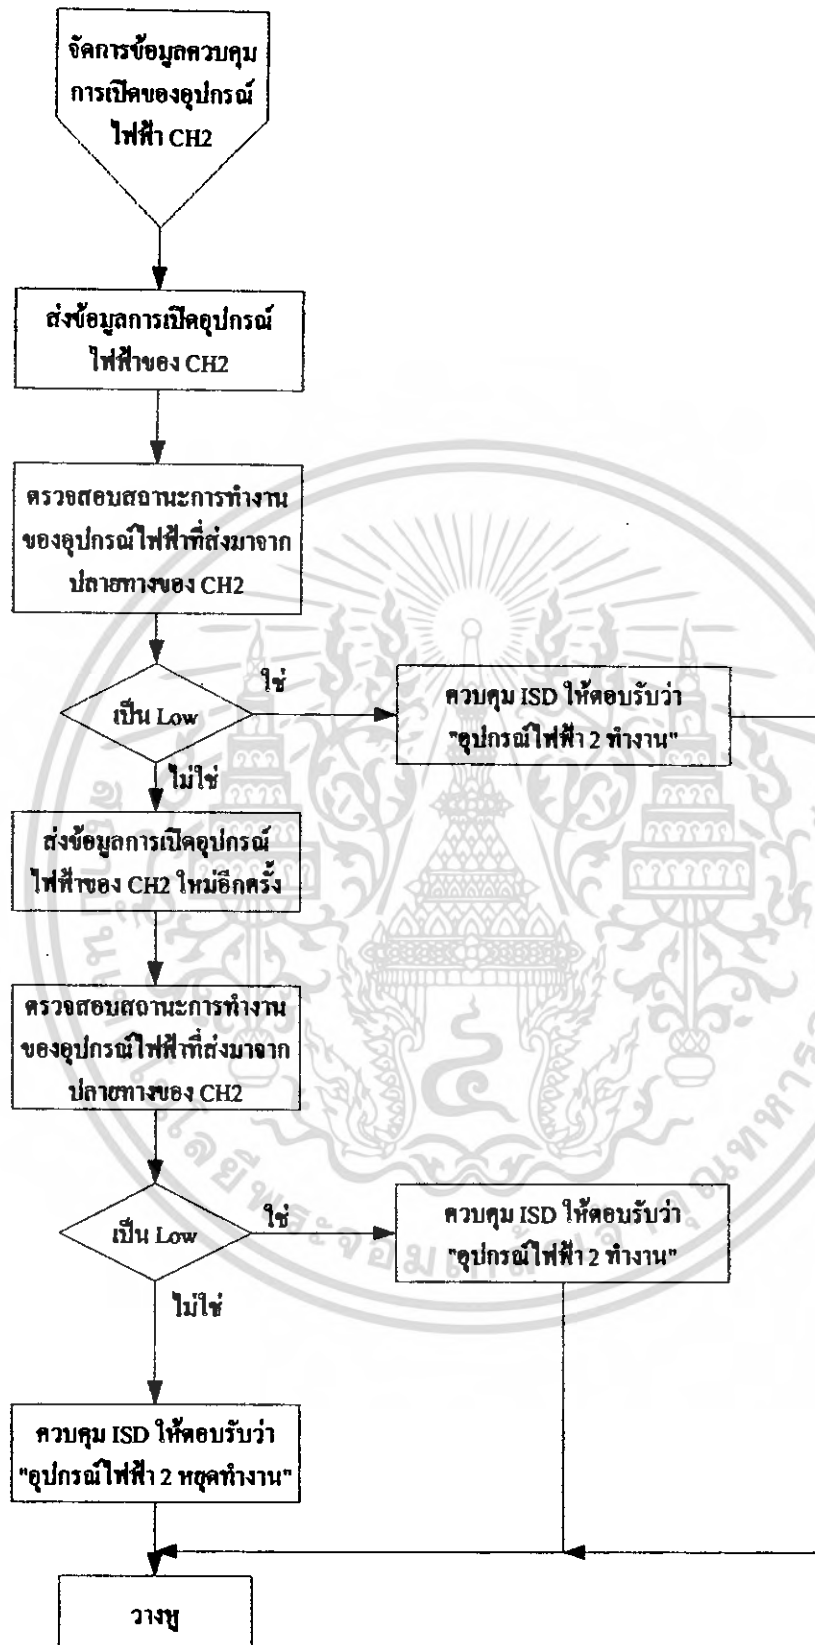 จัดการข้อมูลควบคุม
การเปิดของอุปกรณ์
ไฟฟ้า CH2
ส่งข้อมูลการเปิดอุปกรณ์
ไฟฟ้าของ CH2
ตรวจสอบสถานะการทำงาน
ของอุปกรณ์ไฟฟ้าที่ส่งมาจาก
ปลายทางของ CH2
เป็น Low
ใช่
ควบคุม ISD ให้ตอบรับว่า
"อุปกรณ์ไฟฟ้า 2 ทำงาน"
ไม่ใช่
ส่งข้อมูลการเปิดอุปกรณ์
ไฟฟ้าของ CH2 ใหม่อีกครั้ง
ตรวจสอบสถานะการทำงาน
ของอุปกรณ์ไฟฟ้าที่ส่งมาจาก
ปลายทางของ CH2
เป็น Low
ใช่
ควบคุม ISD ให้ตอบรับว่า
"อุปกรณ์ไฟฟ้า 2 ทำงาน"
ไม่ใช่
ควบคุม ISD ให้ตอบรับว่า
"อุปกรณ์ไฟฟ้า 2 หยุดทำงาน"
วางหู